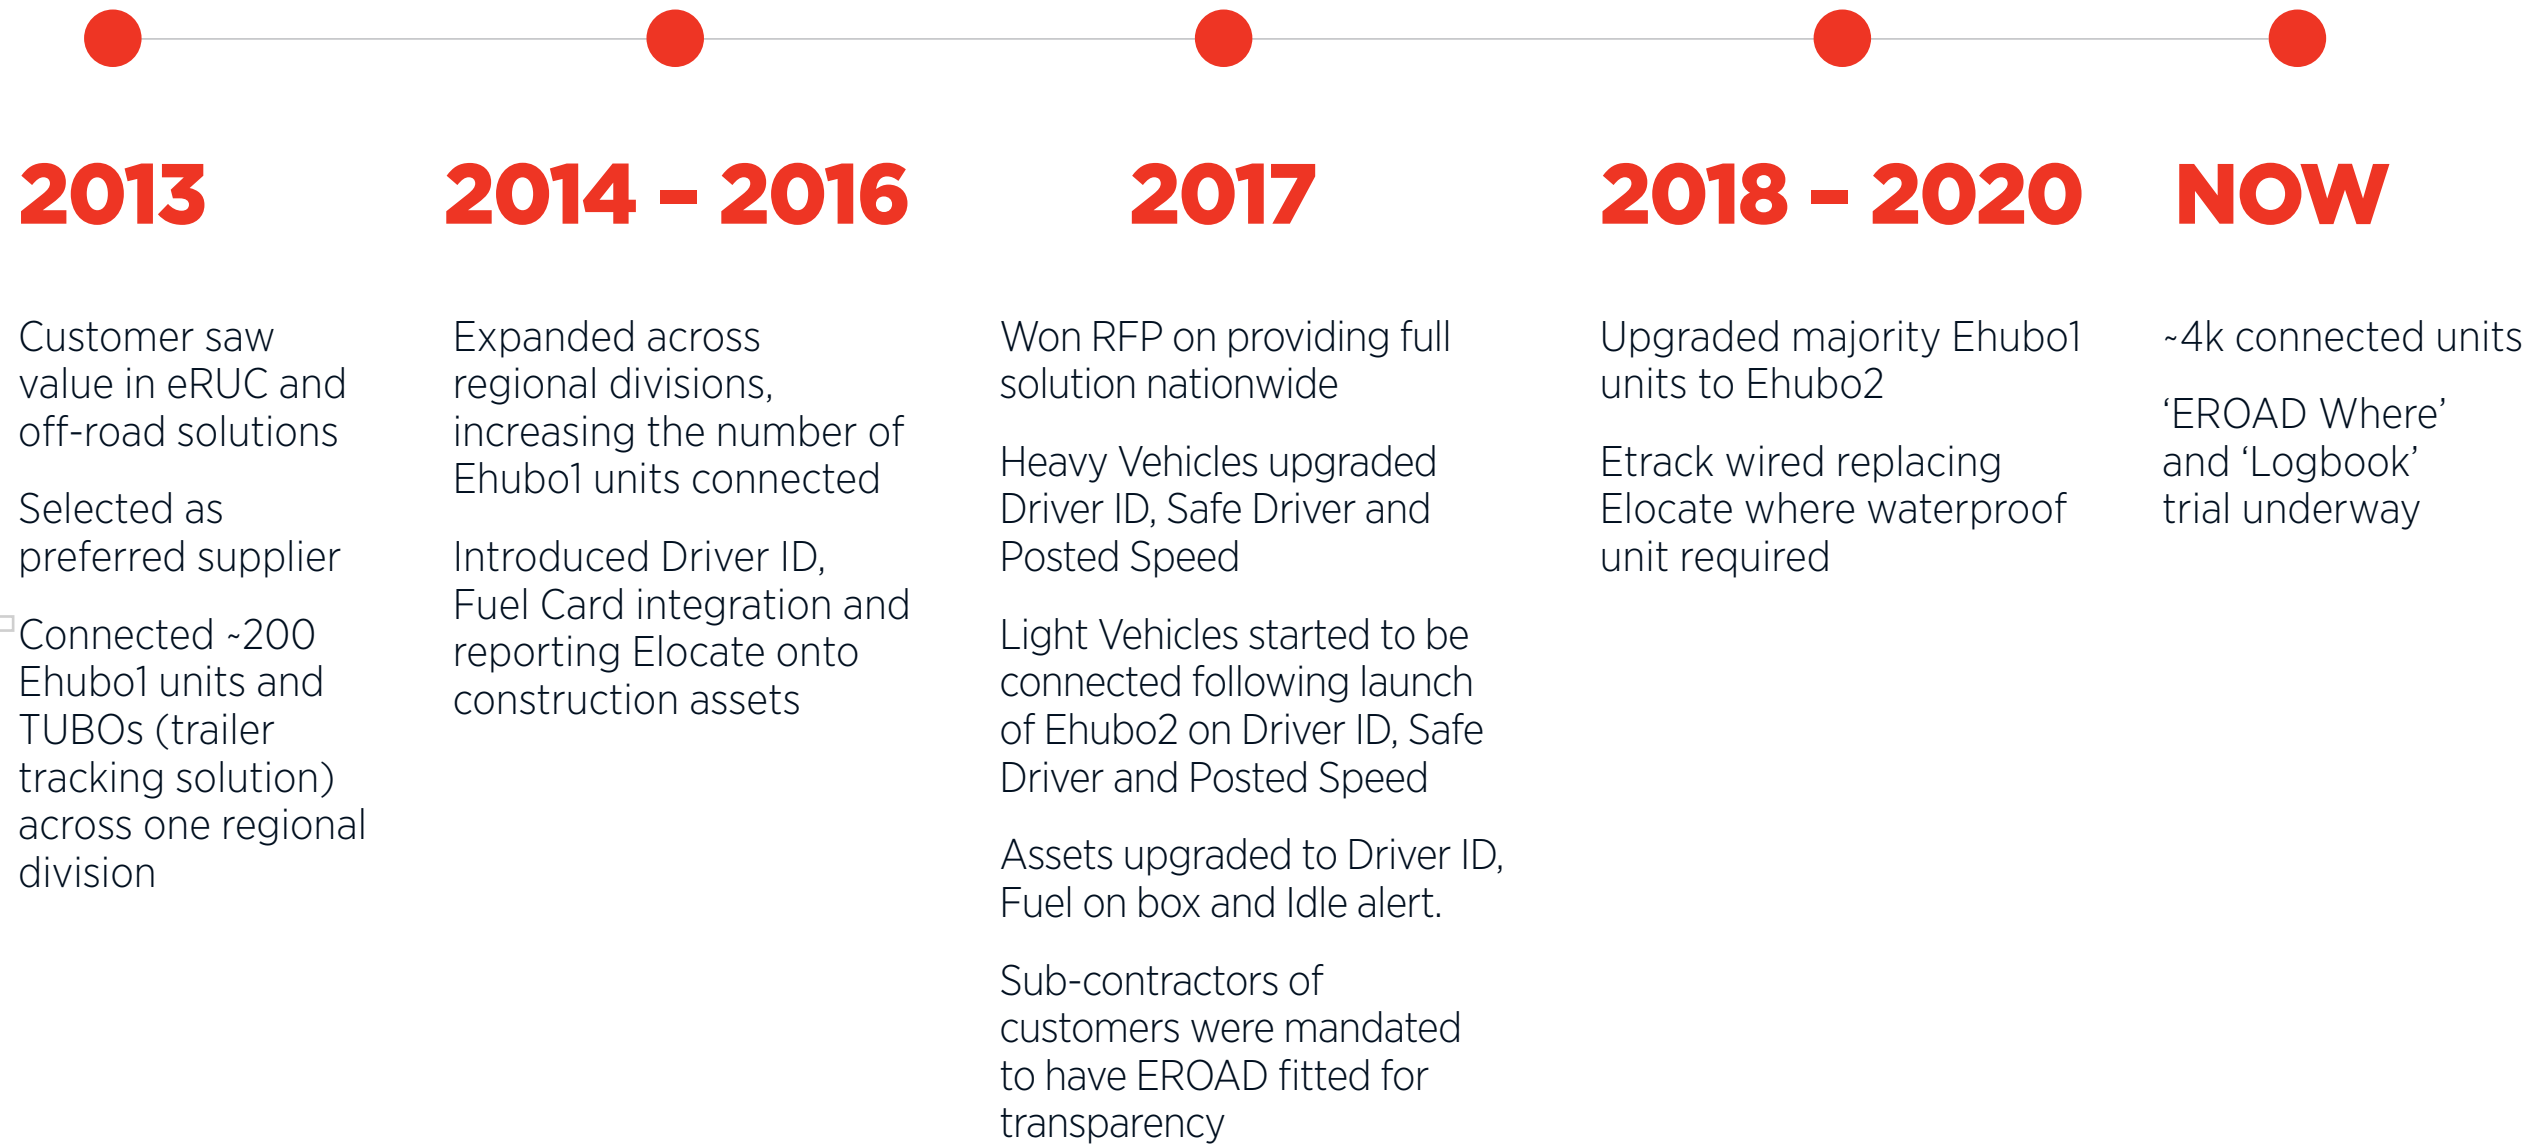 2013
Customer saw
value in eRUC and
off-road solutions
Selected as
preferred supplier
Connected ~200
Ehubo1 units and
TUBOs (trailer
tracking solution)
across one regional
division
2014 – 2016
Expanded across
regional divisions,
increasing the number of
Ehubo1 units connected
Introduced Driver ID,
Fuel Card integration and
reporting Elocate onto
construction assets
2017
Won RFP on providing full
solution nationwide
Heavy Vehicles upgraded
Driver ID, Safe Driver and
Posted Speed
Light Vehicles started to be
connected following launch
of Ehubo2 on Driver ID, Safe
Driver and Posted Speed
Assets upgraded to Driver ID,
Fuel on box and Idle alert.
Sub-contractors of
customers were mandated
to have EROAD fitted for
transparency
2018 – 2020
Upgraded majority Ehubo1
units to Ehubo2
Etrack wired replacing
Elocate where waterproof
unit required
NOW
~4k connected units
‘EROAD Where’
and ‘Logbook’
trial underway